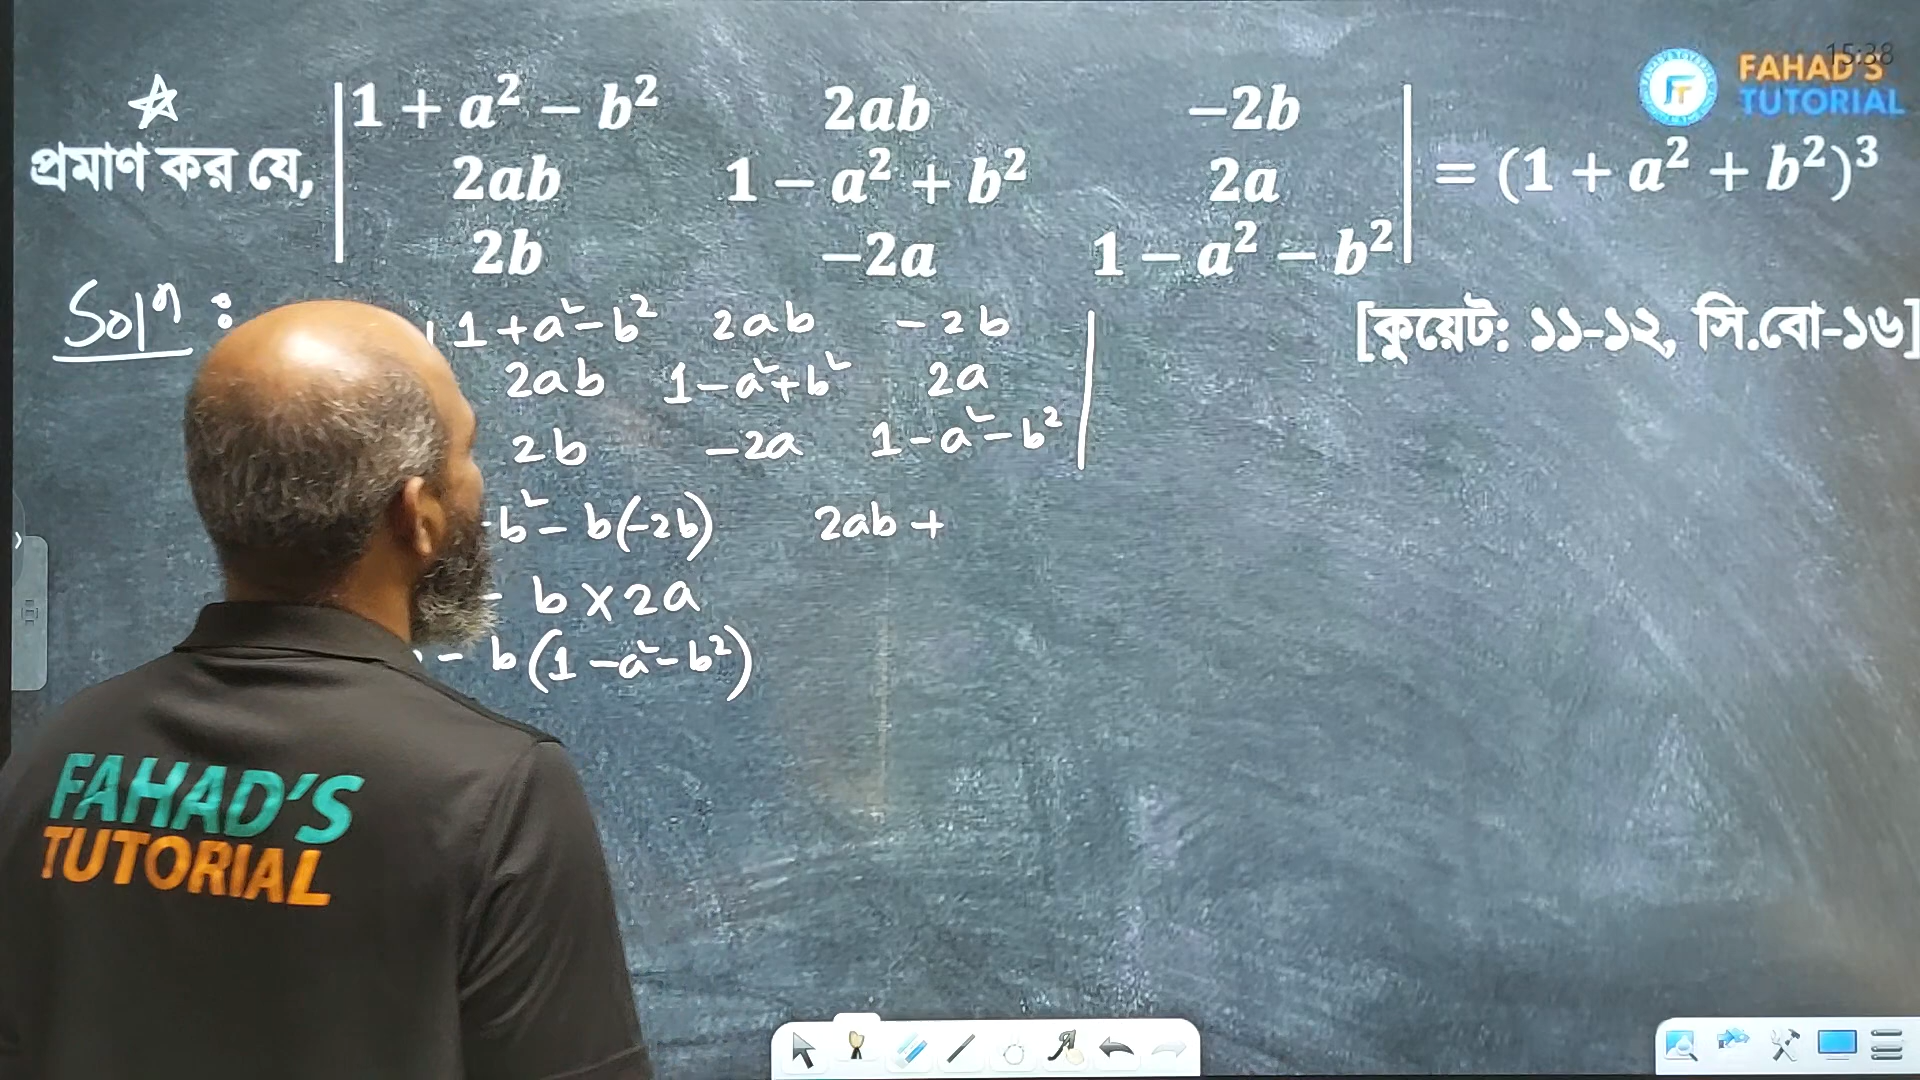 15:38
FAHAD'S
TUTORIAL
প্রমাণ কর যে, | 1 + a² − b² 2ab −2b |
| 2ab 1 − a² + b² 2a | = (1 + a² + b²)³
| 2b −2a 1 − a² − b² |
[কুয়েট: ১১-১২, সি.বো-১৬]
Solⁿ :
1 + a² − b² 2ab − 2b
2ab 1 − a² + b² 2a
2b − 2a 1 − a² − b²
b² − b(−2b) 2ab +
− b × 2a
− b (1 − a² − b²)
FAHAD'S
TUTORIAL